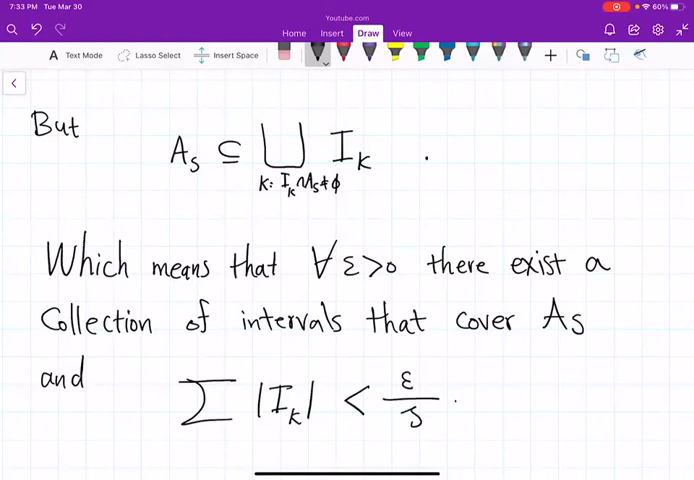 7:33 PM Tue Mar 30
60%
Youtube.com
Home Insert Draw View
A Text Mode Lasso Select Insert Space
But
A_s ⊆ ⋃ I_k .
k: I_k ∩ A_s ≠ ∅
Which means that ∀ ε>0 there exist a
Collection of intervals that cover A_s
and
∑ |I_k| < ε/s .